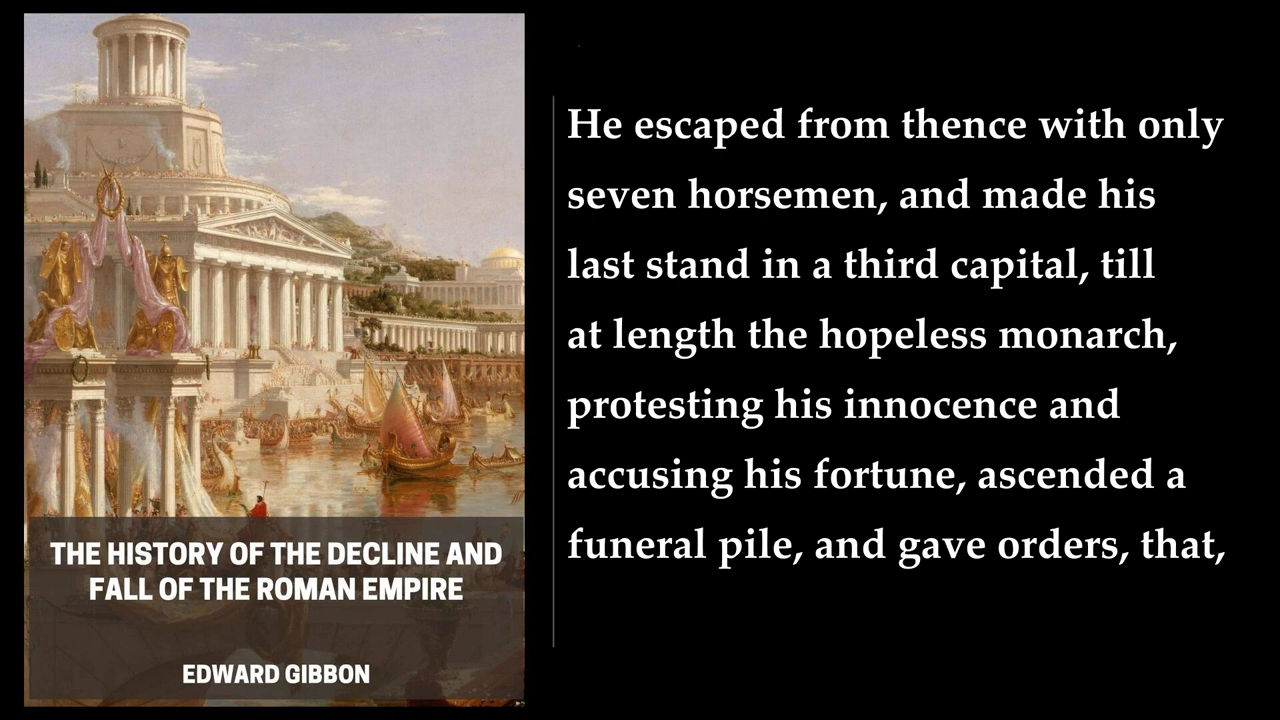 THE HISTORY OF THE DECLINE AND
FALL OF THE ROMAN EMPIRE
EDWARD GIBBON
He escaped from thence with only
seven horsemen, and made his
last stand in a third capital, till
at length the hopeless monarch,
protesting his innocence and
accusing his fortune, ascended a
funeral pile, and gave orders, that,